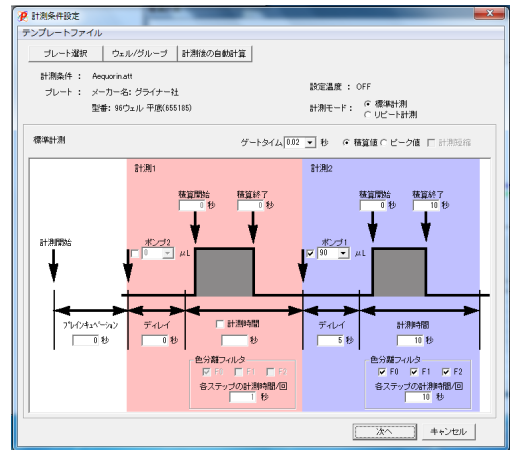 計測条件設定
テンプレートファイル
プレート選択 ウェル/グループ 計測後の自動計算
計測条件 : Aequorin.att
プレート : メーカー名: グライナー社
型番: 96ウェル 平底(655185)
設定温度 : OFF
計測モード : 標準計測
リピート計測
標準計測
ゲートタイム 0.02 秒 積算値 ピーク値 計測短縮
計測1 計測2
積算開始 積算終了 積算開始 積算終了
0 秒 0 秒 0 秒 10 秒
計測開始 ポンプ2 ポンプ1
0 μL 90 μL
プレインキュベーション ディレイ 計測時間 ディレイ 計測時間
0 秒 0 秒 秒 5 秒 10 秒
色分離フィルタ 色分離フィルタ
F0 F1 F2 F0 F1 F2
各ステップの計測時間/回 各ステップの計測時間/回
1 秒 10 秒
次へ キャンセル